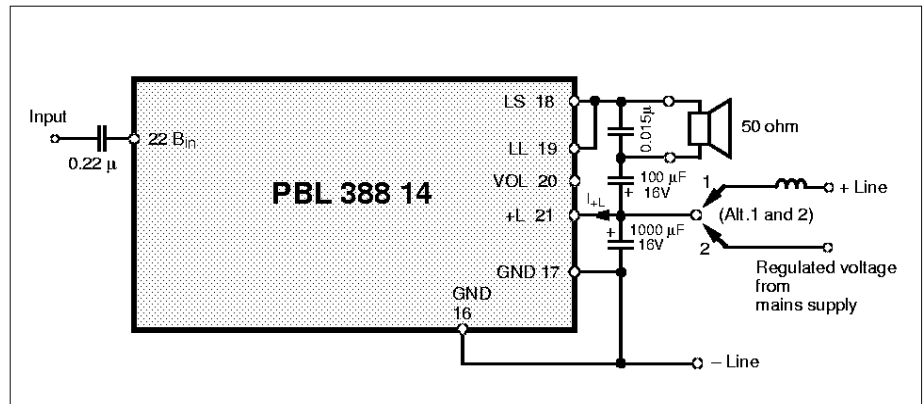 Input
0.22 μ
22 Bin
PBL 388 14
LS 18
LL 19
VOL 20
+L 21
GND 17
GND
16
0.015μ
50 ohm
100 μF
16V
I+L
1000 μF
16V
+
+
1
(Alt.1 and 2)
2
+ Line
Regulated voltage
from
mains supply
– Line